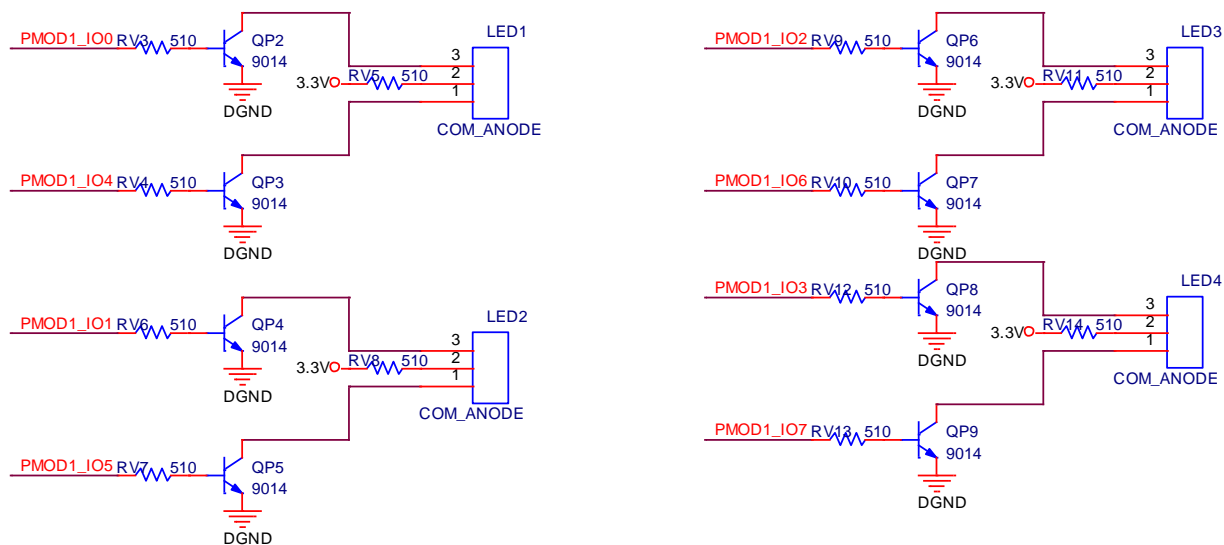 PMOD1_IO0 RV3 510 QP2
9014
DGND
LED1
3
2
1
3.3V RV5 510
COM_ANODE
PMOD1_IO4 RV4 510 QP3
9014
DGND
PMOD1_IO1 RV6 510 QP4
9014
DGND
LED2
3
2
1
3.3V RV8 510
COM_ANODE
PMOD1_IO5 RV7 510 QP5
9014
DGND
PMOD1_IO2 RV9 510 QP6
9014
DGND
LED3
3
2
1
3.3V RV11 510
COM_ANODE
PMOD1_IO6 RV10 510 QP7
9014
DGND
PMOD1_IO3 RV12 510 QP8
9014
DGND
LED4
3
2
1
3.3V RV14 510
COM_ANODE
PMOD1_IO7 RV13 510 QP9
9014
DGND